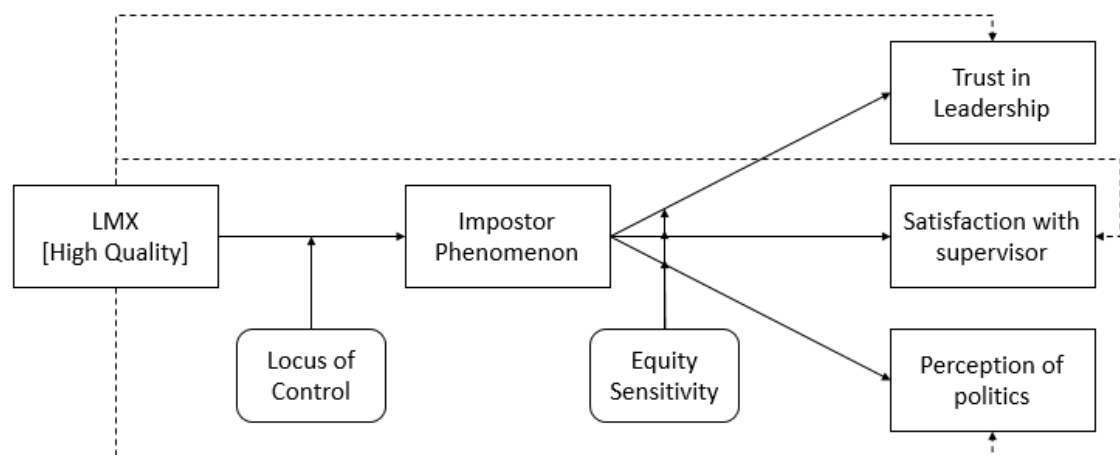 Trust in
Leadership
LMX
[High Quality]
Impostor
Phenomenon
Satisfaction with
supervisor
Locus of
Control
Equity
Sensitivity
Perception of
politics